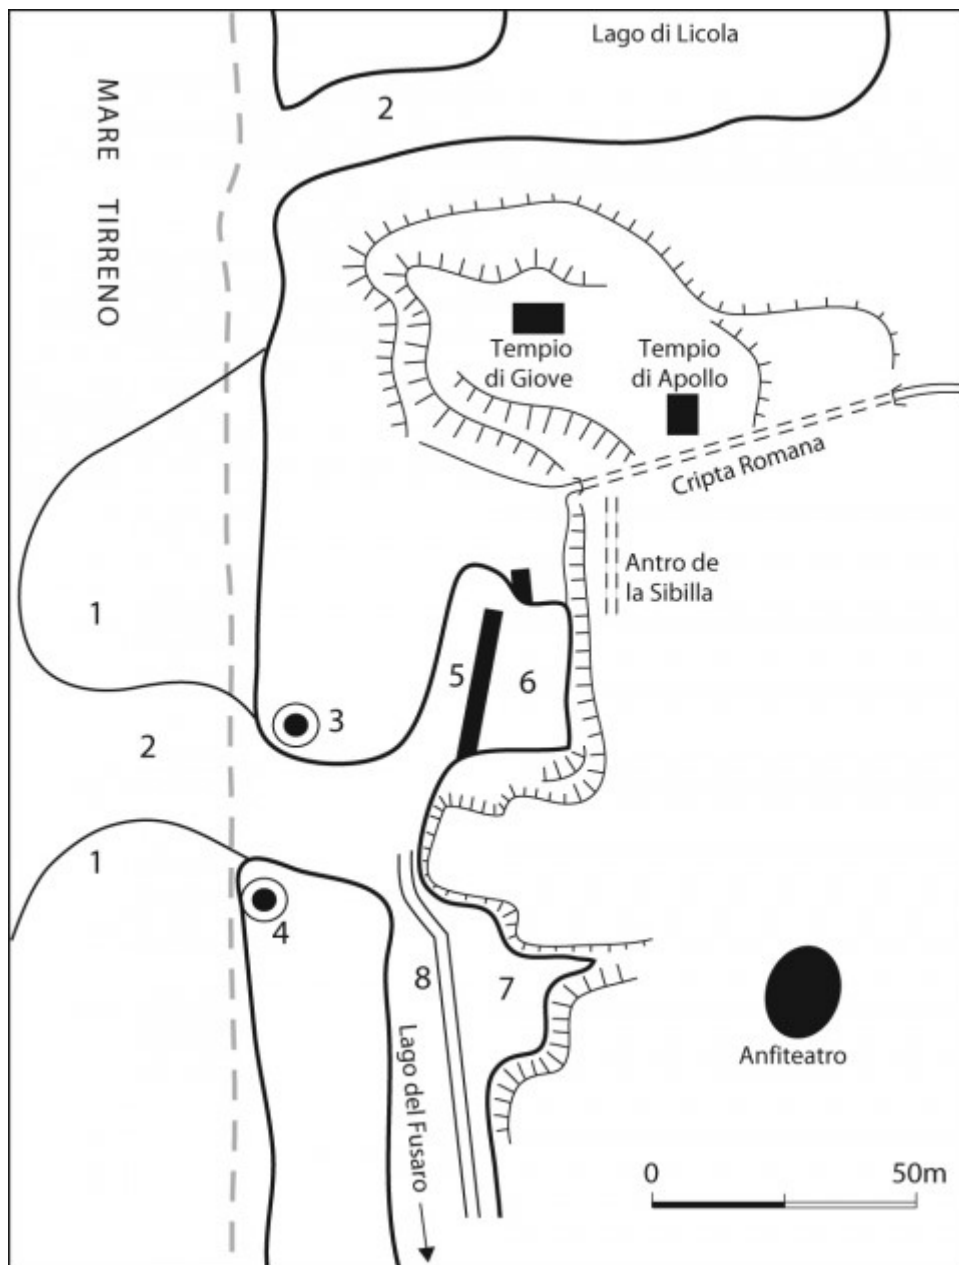 Lago di Licola
MARE TIRRENO
2
Tempio
di Giove
Tempio
di Apollo
Cripta Romana
Antro de
la Sibilla
1
5
6
3
2
1
4
8
7
Lago del Fusaro
Anfiteatro
0 50m